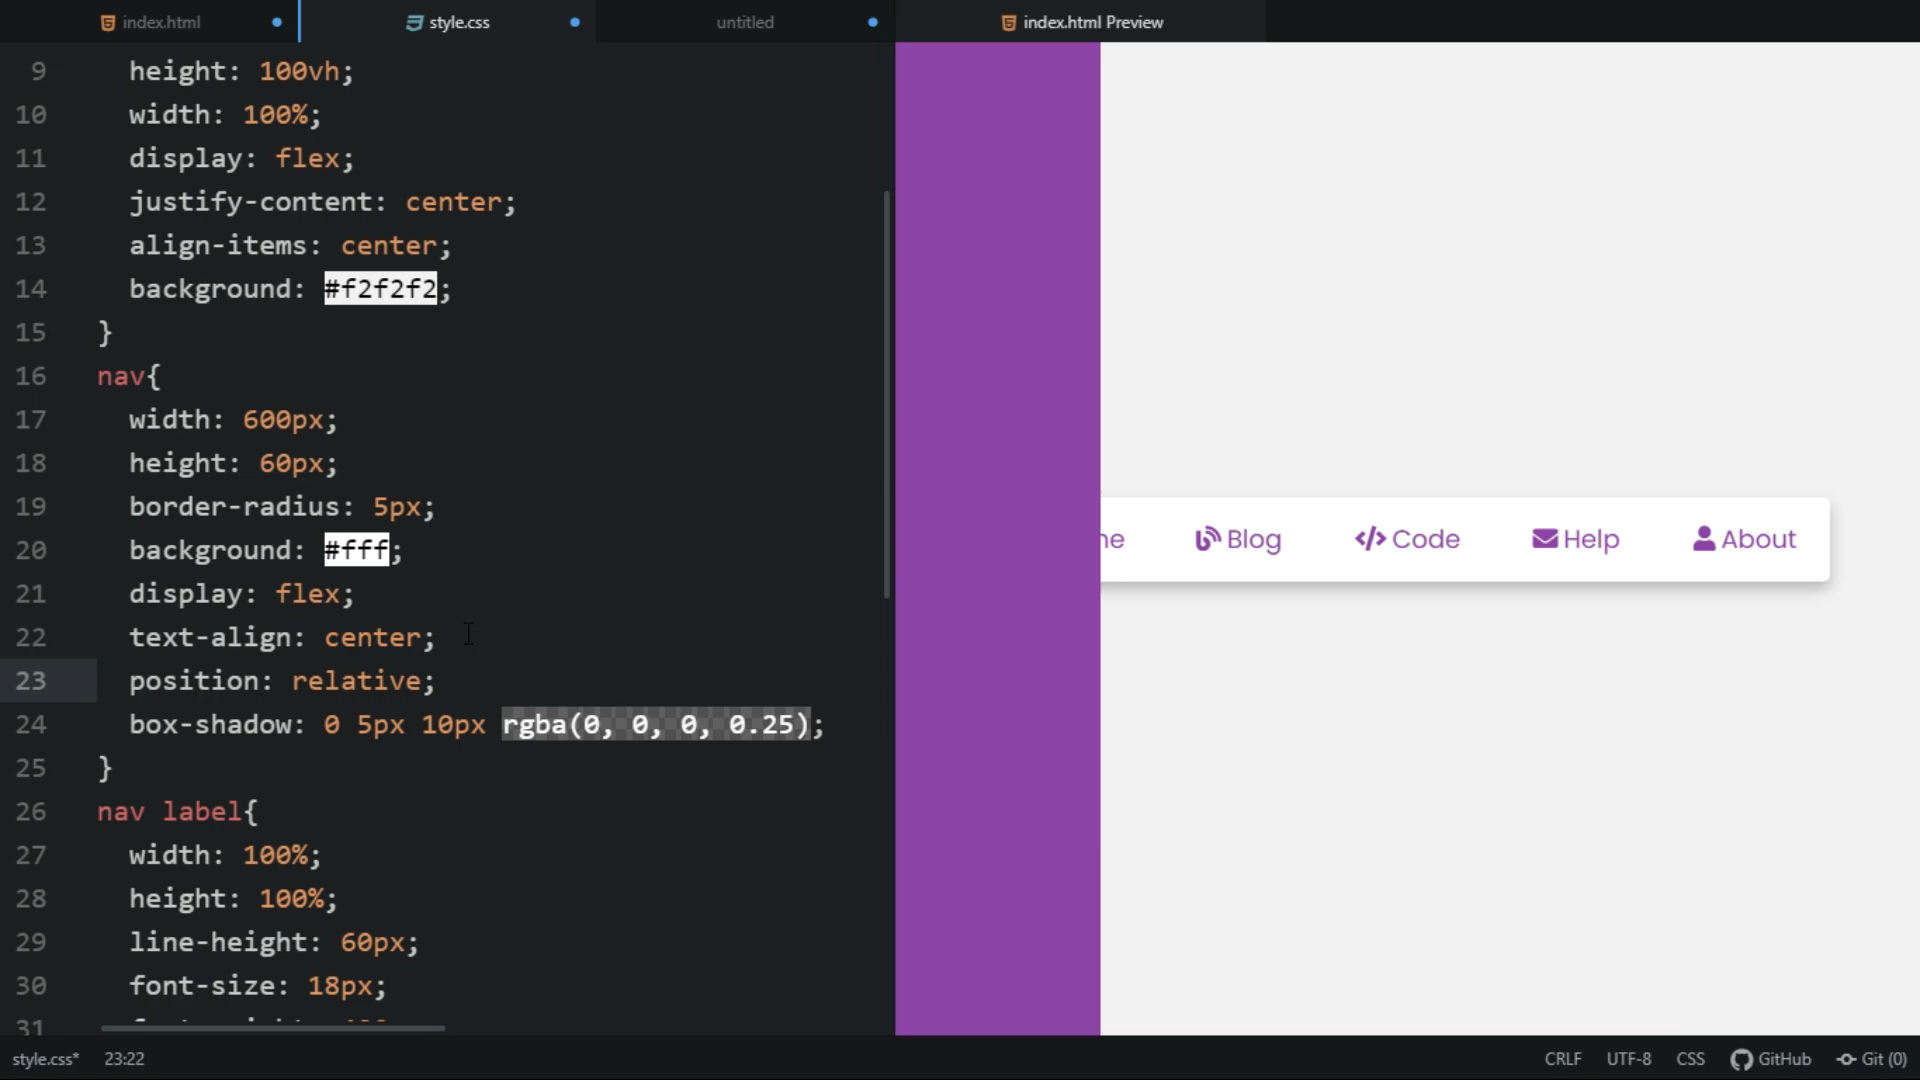 index.html
style.css
untitled
index.html Preview
9 height: 100vh;
10 width: 100%;
11 display: flex;
12 justify-content: center;
13 align-items: center;
14 background: #f2f2f2;
15 }
16 nav{
17 width: 600px;
18 height: 60px;
19 border-radius: 5px;
20 background: #fff;
21 display: flex;
22 text-align: center;
23 position: relative;
24 box-shadow: 0 5px 10px rgba(0, 0, 0, 0.25);
25 }
26 nav label{
27 width: 100%;
28 height: 100%;
29 line-height: 60px;
30 font-size: 18px;
31
me Blog Code Help About
style.css* 23:22 CRLF UTF-8 CSS GitHub Git (0)